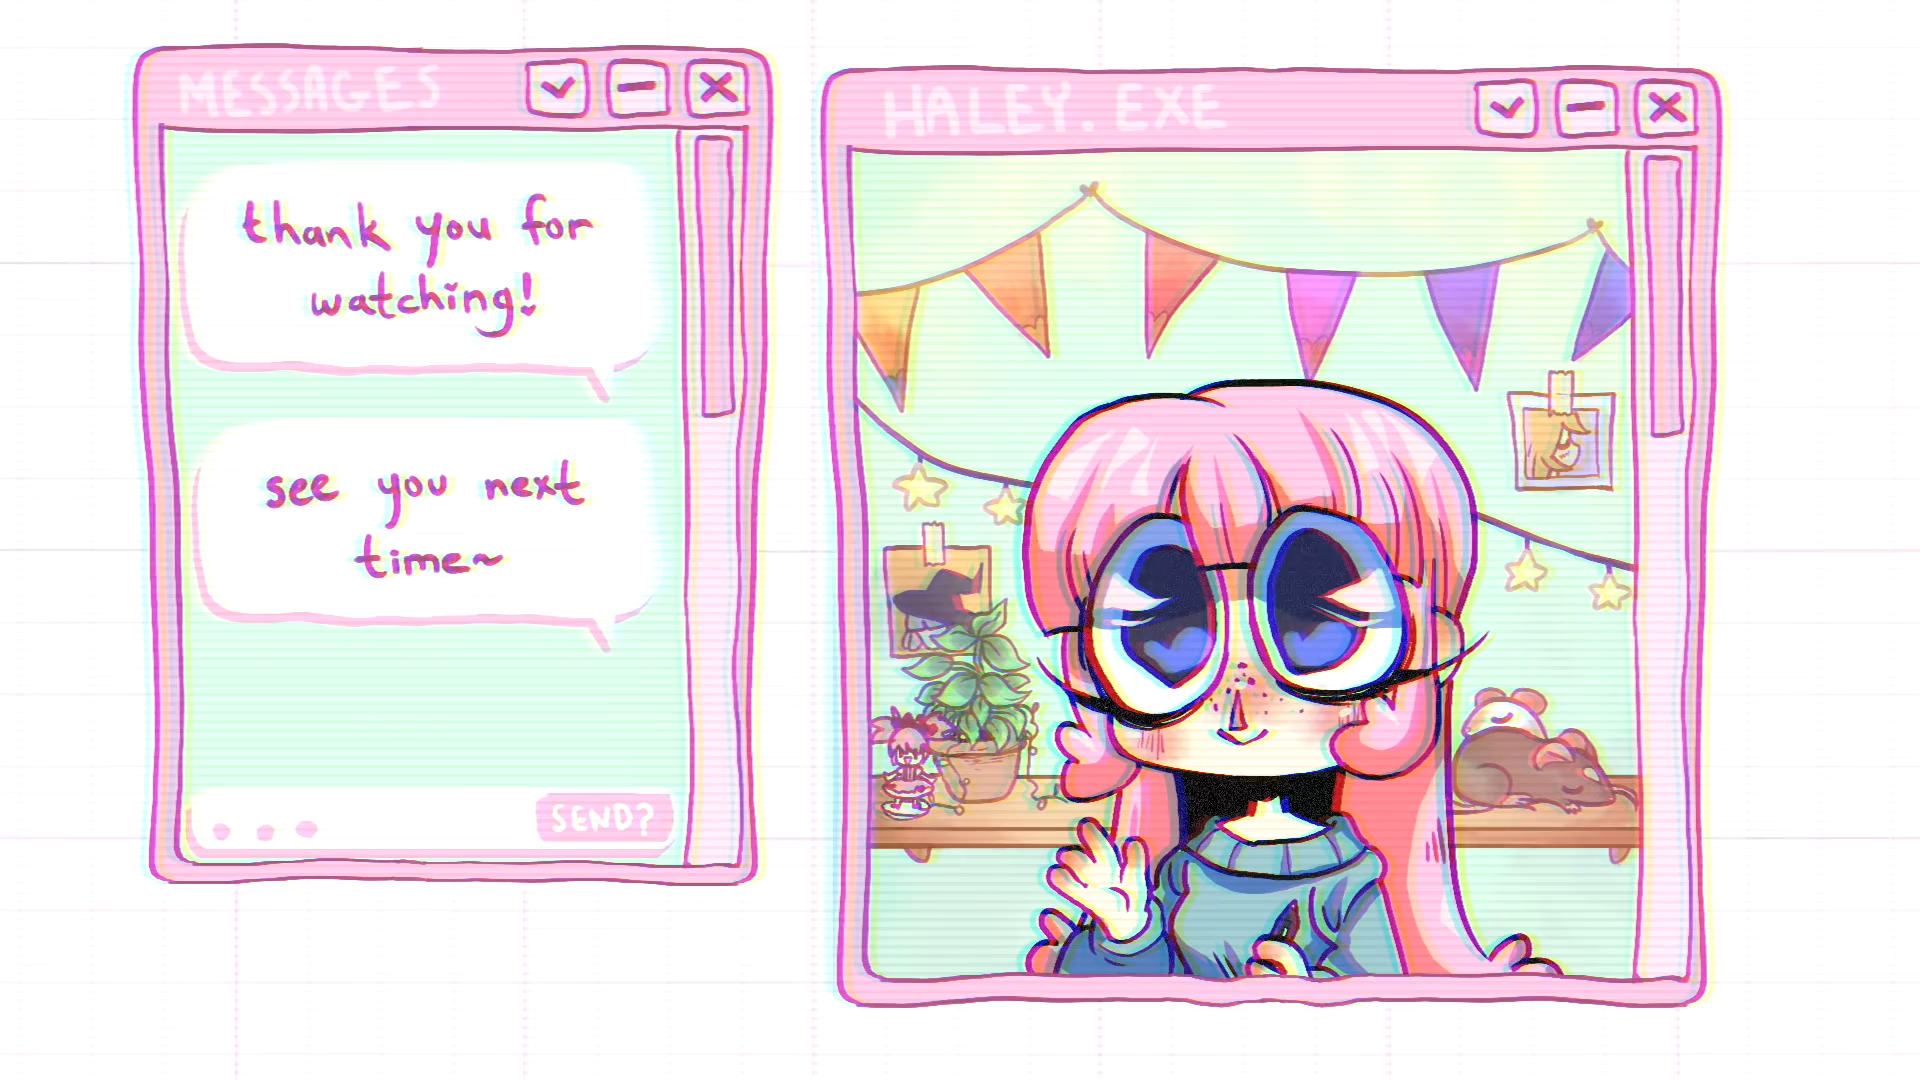 MESSAGES
thank you for
watching!
see you next
time~
SEND?
HALEY.EXE